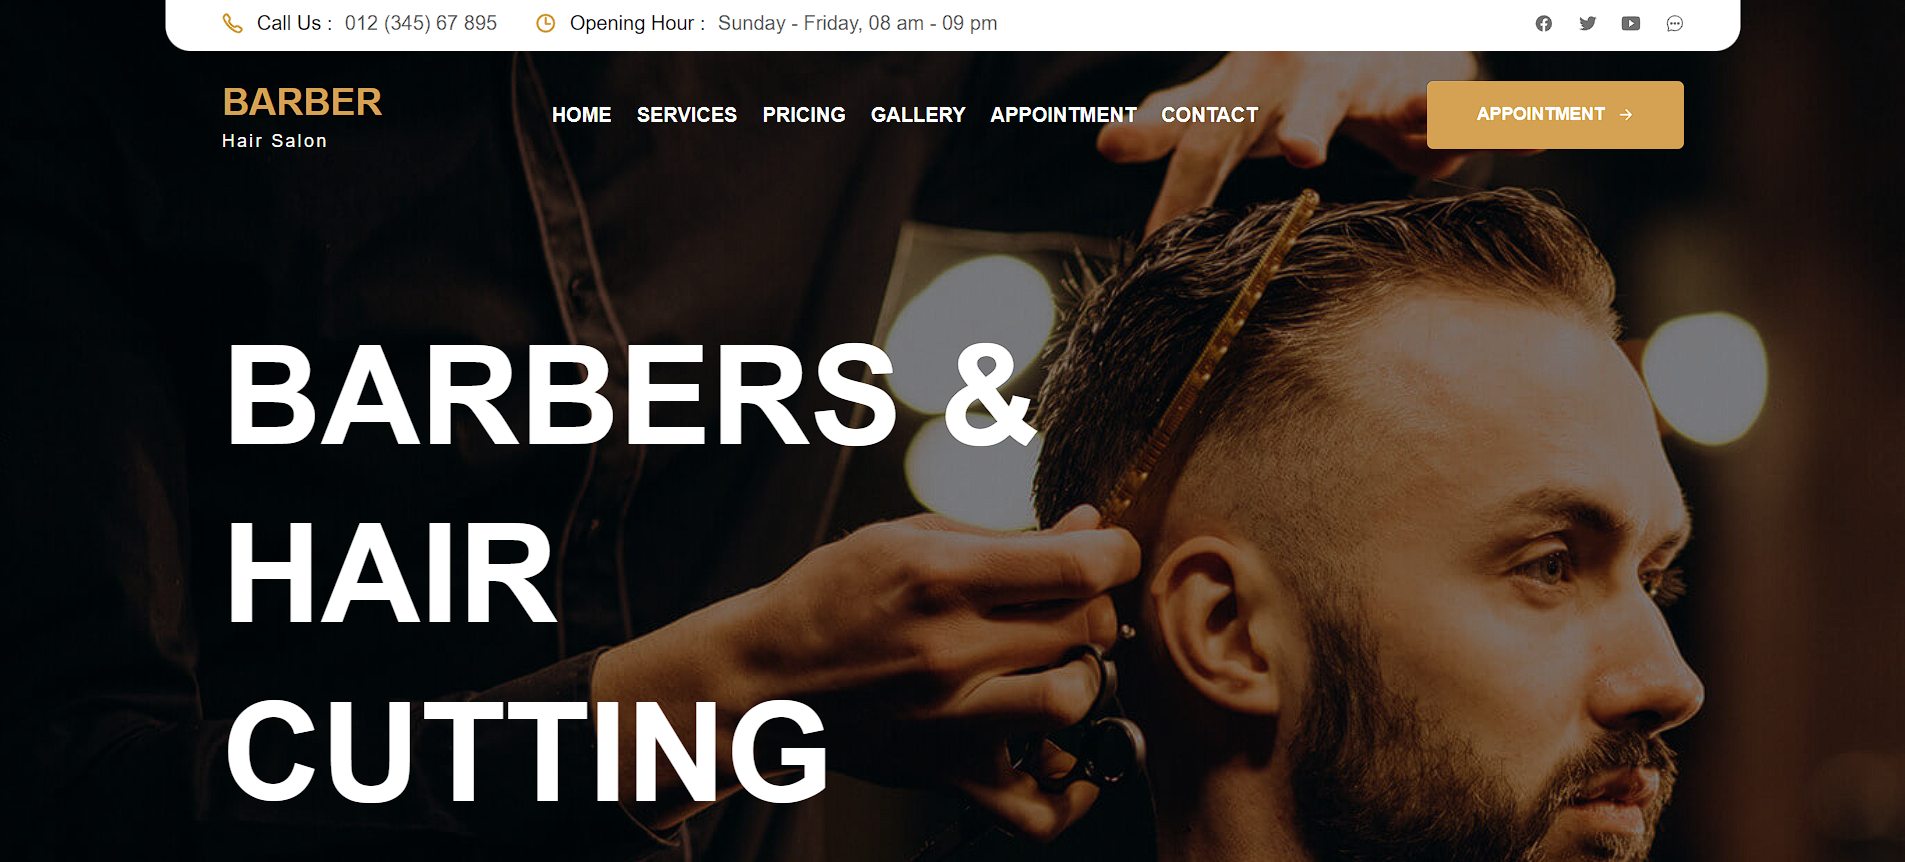 Call Us : 012 (345) 67 895 Opening Hour : Sunday - Friday, 08 am - 09 pm
BARBER
Hair Salon
HOME SERVICES PRICING GALLERY APPOINTMENT CONTACT
APPOINTMENT →
BARBERS &
HAIR
CUTTING